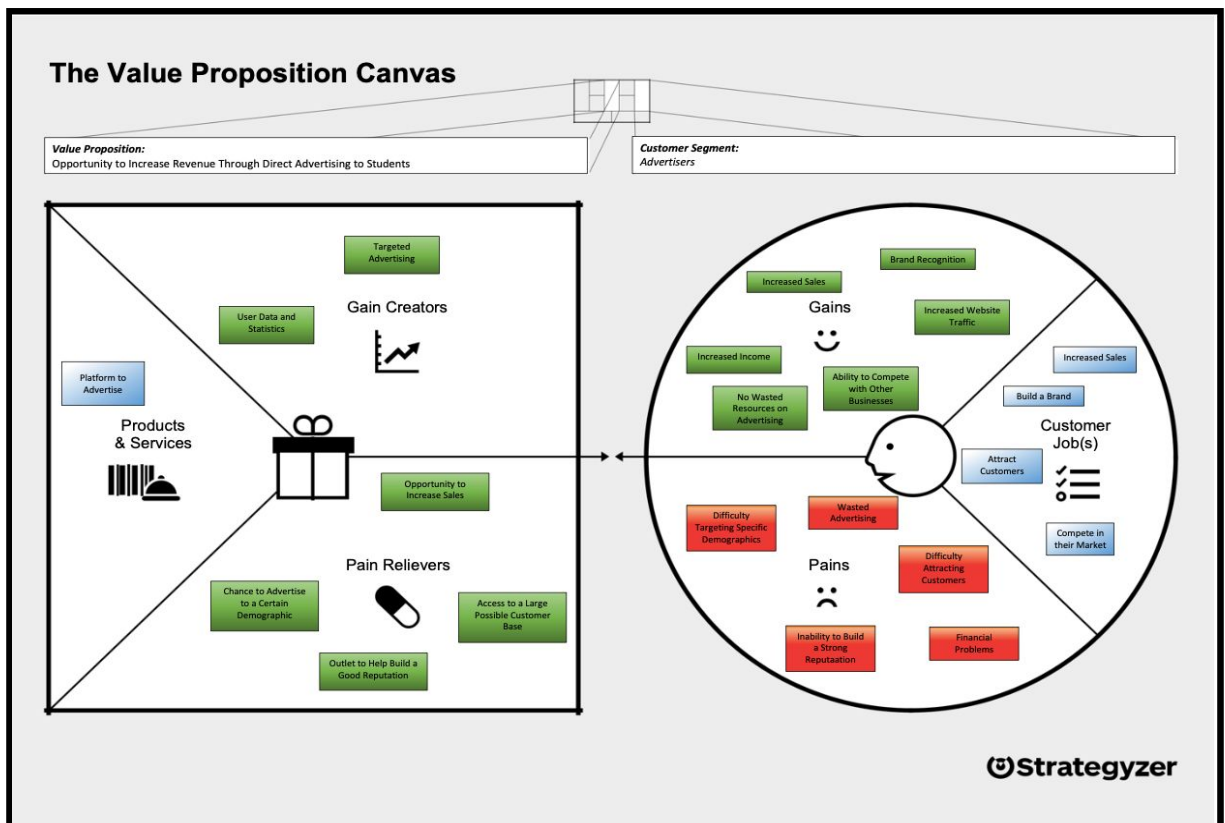 The Value Proposition Canvas
Value Proposition:
Opportunity to Increase Revenue Through Direct Advertising to Students
Customer Segment:
Advertisers
Targeted
Advertising
User Data and
Statistics
Gain Creators
Platform to
Advertise
Products
& Services
Opportunity to
Increase Sales
Pain Relievers
Chance to Advertise
to a Certain
Demographic
Access to a Large
Possible Customer
Base
Outlet to Help Build a
Good Reputation
Brand Recognition
Increased Sales
Gains
Increased Website
Traffic
Increased Income
Ability to Compete
with Other
Businesses
No Wasted
Resources on
Advertising
Increased Sales
Build a Brand
Customer
Job(s)
Attract
Customers
Compete in
their Market
Wasted
Advertising
Difficulty
Targeting Specific
Demographics
Difficulty
Attracting
Customers
Pains
Inability to Build
a Strong
Reputaation
Financial
Problems
Strategyzer